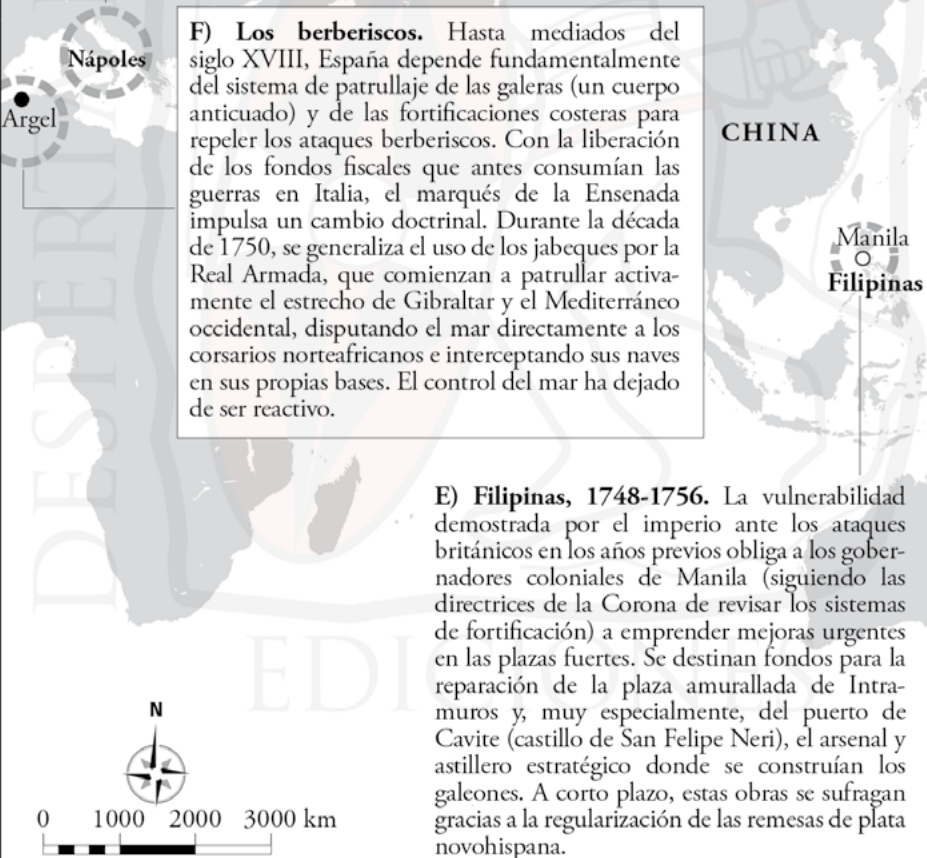 Nápoles
Argel
F) Los berberiscos. Hasta mediados del
siglo XVIII, España depende fundamentalmente
del sistema de patrullaje de las galeras (un cuerpo
anticuado) y de las fortificaciones costeras para
repeler los ataques berberiscos. Con la liberación
de los fondos fiscales que antes consumían las
guerras en Italia, el marqués de la Ensenada
impulsa un cambio doctrinal. Durante la década
de 1750, se generaliza el uso de los jabeques por la
Real Armada, que comienzan a patrullar activa-
mente el estrecho de Gibraltar y el Mediterráneo
occidental, disputando el mar directamente a los
corsarios norteafricanos e interceptando sus naves
en sus propias bases. El control del mar ha dejado
de ser reactivo.
CHINA
Manila
Filipinas
E) Filipinas, 1748-1756. La vulnerabilidad
demostrada por el imperio ante los ataques
británicos en los años previos obliga a los gober-
nadores coloniales de Manila (siguiendo las
directrices de la Corona de revisar los sistemas
de fortificación) a emprender mejoras urgentes
en las plazas fuertes. Se destinan fondos para la
reparación de la plaza amurallada de Intra-
muros y, muy especialmente, del puerto de
Cavite (castillo de San Felipe Neri), el arsenal y
astillero estratégico donde se construían los
galeones. A corto plazo, estas obras se sufragan
gracias a la regularización de las remesas de plata
novohispana.
N
0 1000 2000 3000 km
DESPERT
EDICIONES